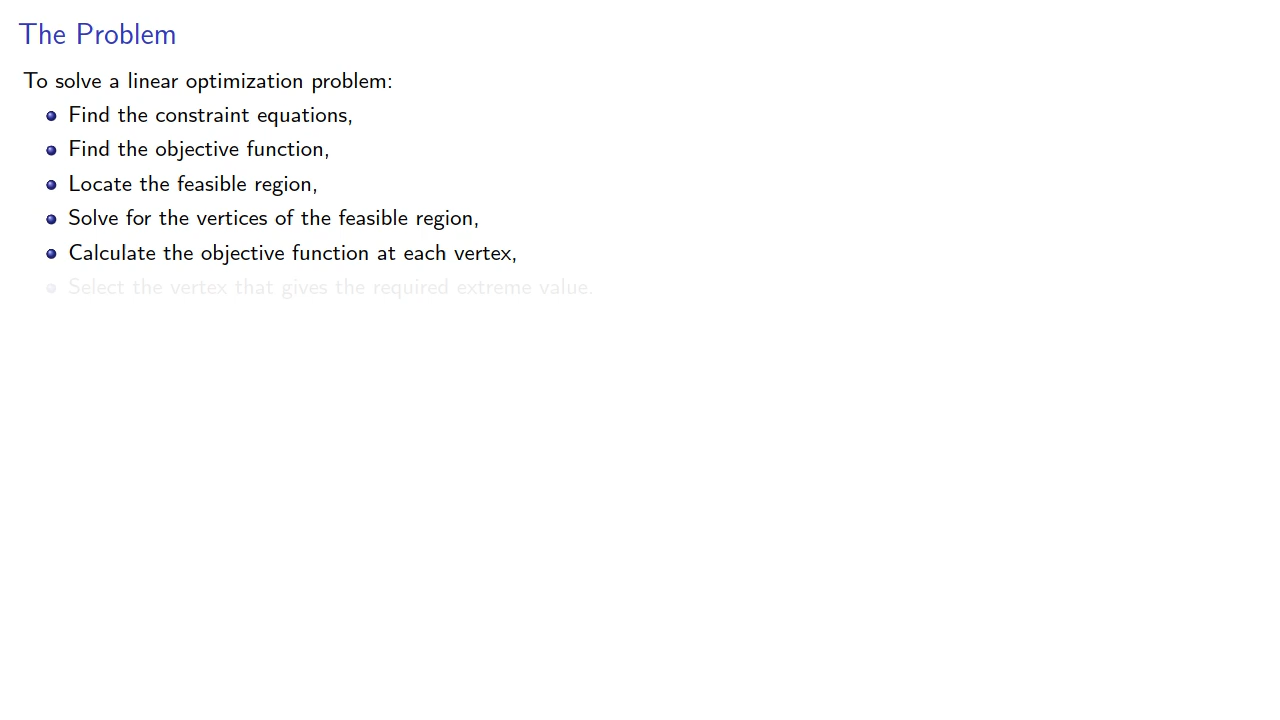 The Problem
To solve a linear optimization problem:
Find the constraint equations,
Find the objective function,
Locate the feasible region,
Solve for the vertices of the feasible region,
Calculate the objective function at each vertex,
Select the vertex that gives the required extreme value.